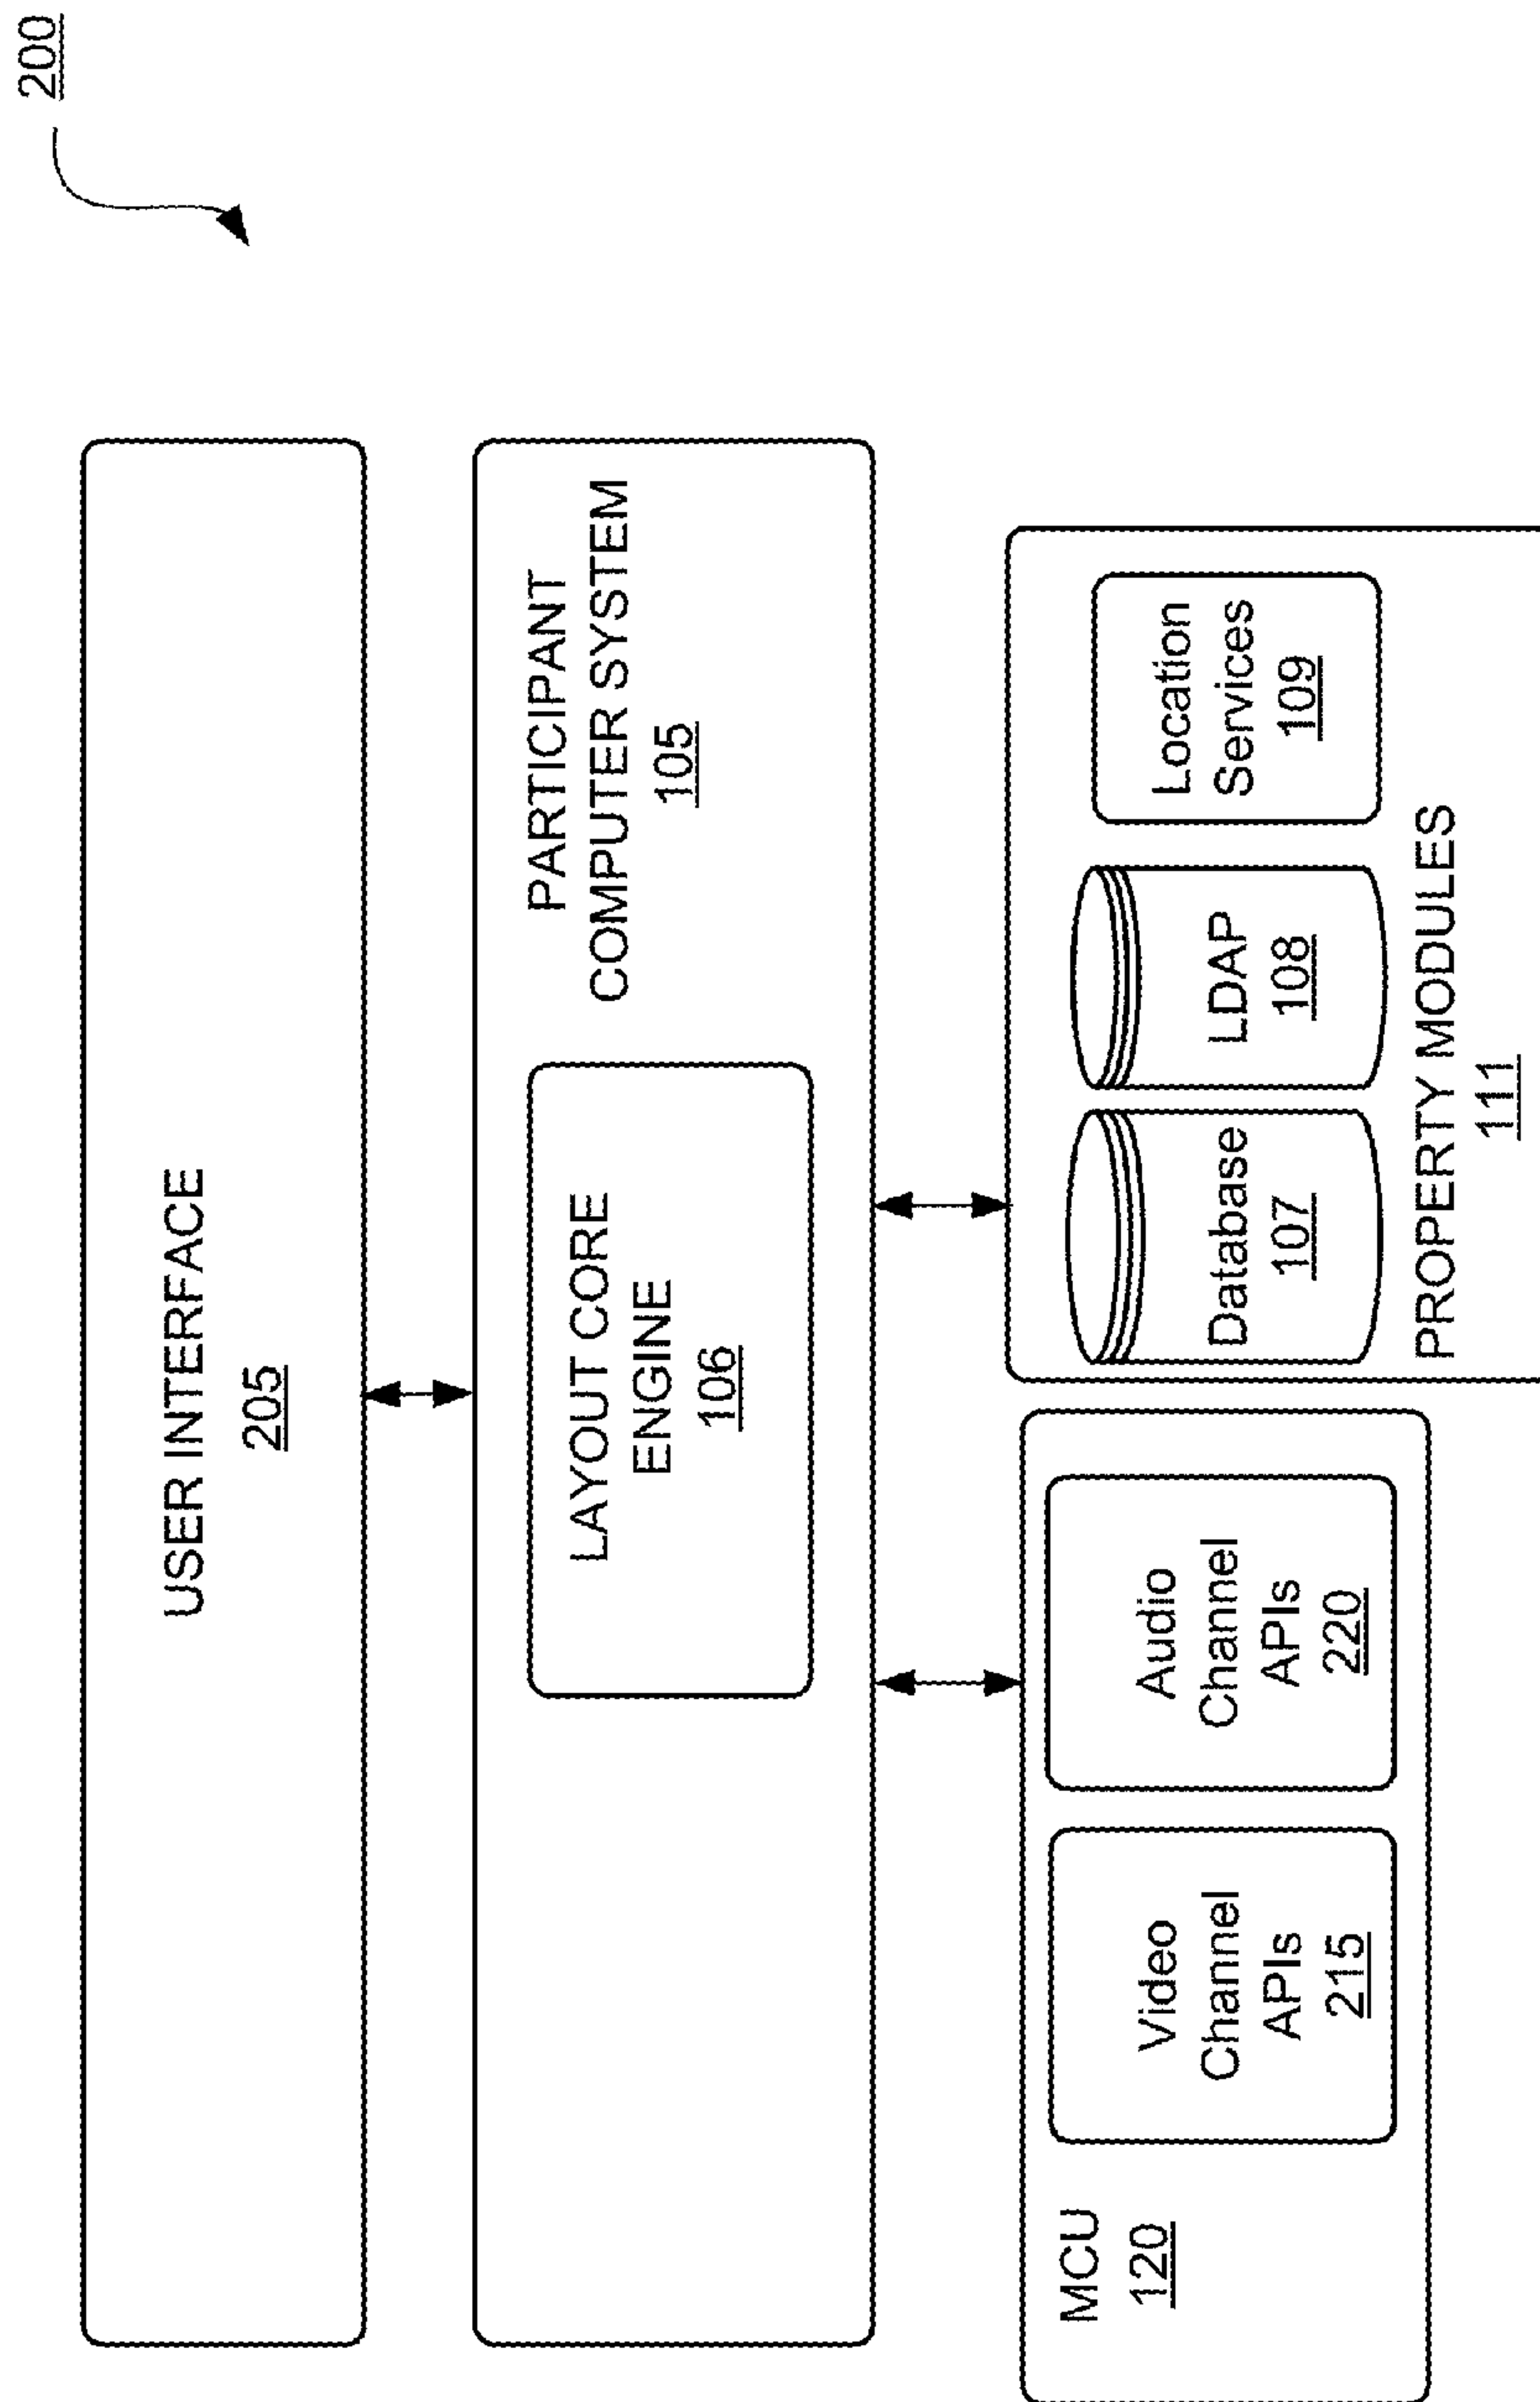 200
USER INTERFACE
205
PARTICIPANT
COMPUTER SYSTEM
105
LAYOUT CORE
ENGINE
106
MCU
120
Video
Channel
APIs
215
Audio
Channel
APIs
220
Database
107
LDAP
108
Location
Services
109
PROPERTY MODULES
111